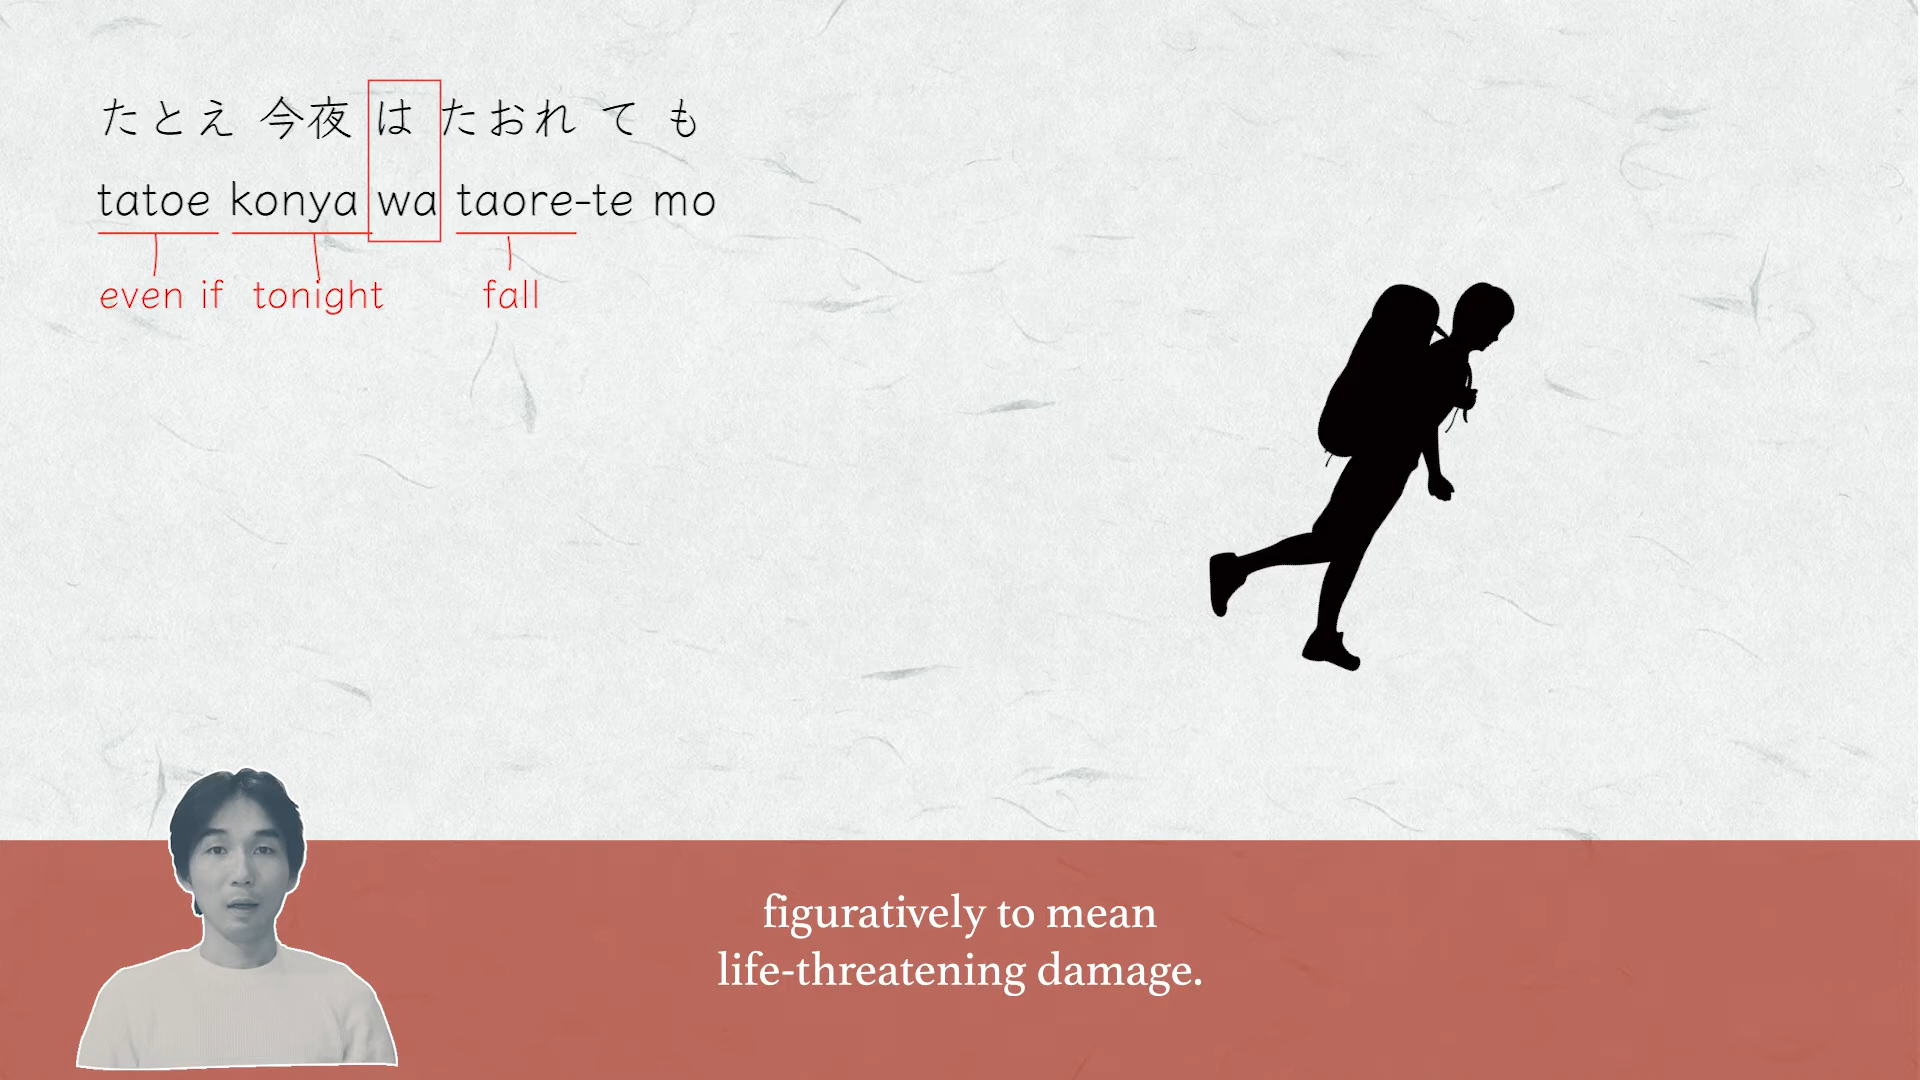 たとえ 今夜 は たおれ て も
tatoe konya wa taore-te mo
even if tonight fall
figuratively to mean
life-threatening damage.